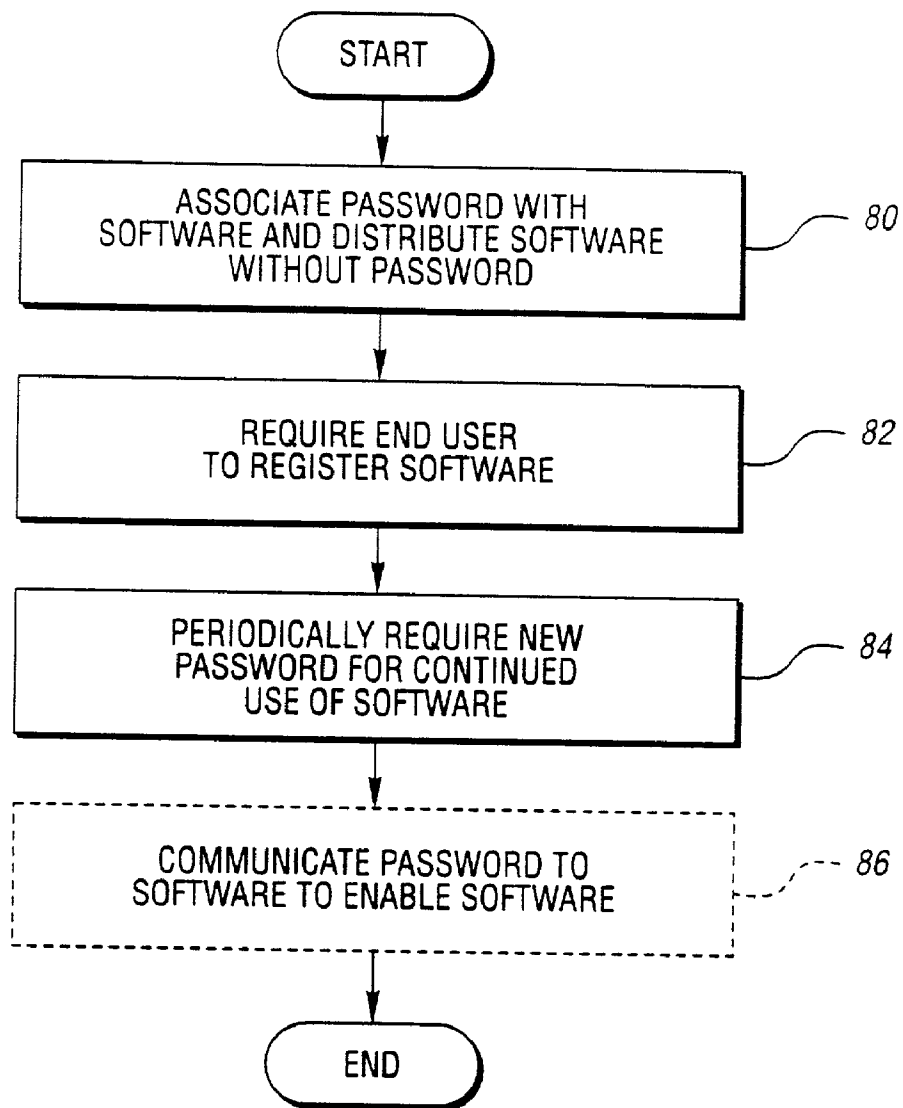 START
ASSOCIATE PASSWORD WITH
SOFTWARE AND DISTRIBUTE SOFTWARE
WITHOUT PASSWORD
80
REQUIRE END USER
TO REGISTER SOFTWARE
82
PERIODICALLY REQUIRE NEW
PASSWORD FOR CONTINUED
USE OF SOFTWARE
84
COMMUNICATE PASSWORD TO
SOFTWARE TO ENABLE SOFTWARE
86
END